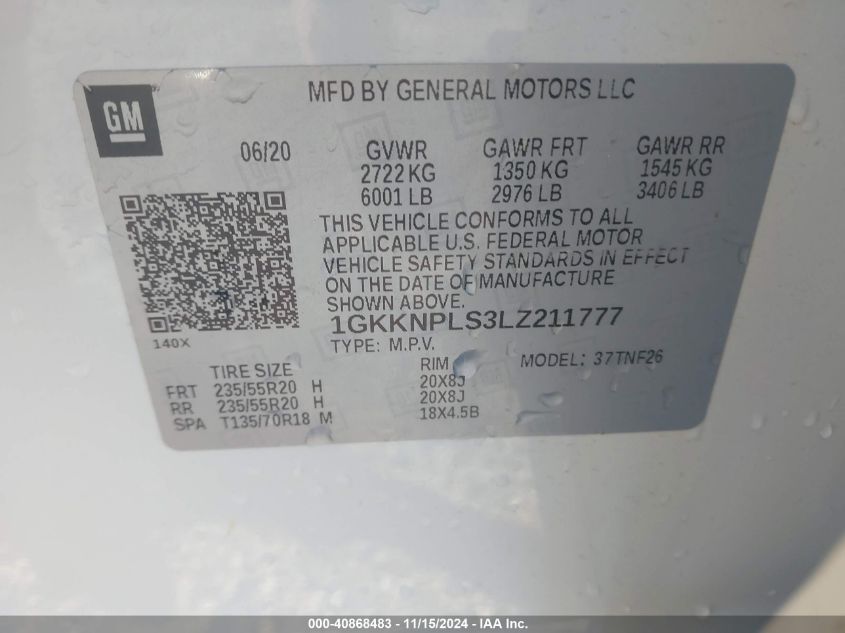 GM
MFD BY GENERAL MOTORS LLC
06/20 GVWR GAWR FRT GAWR RR
2722 KG 1350 KG 1545 KG
6001 LB 2976 LB 3406 LB
THIS VEHICLE CONFORMS TO ALL
APPLICABLE U.S. FEDERAL MOTOR
VEHICLE SAFETY STANDARDS IN EFFECT
ON THE DATE OF MANUFACTURE
SHOWN ABOVE.
1GKKNPLS3LZ211777
140X
TYPE: M.P.V.
MODEL: 37TNF26
TIRE SIZE RIM
FRT 235/55R20 H 20X8J
RR 235/55R20 H 20X8J
SPA T135/70R18 M 18X4.5B
000-40868483 - 11/15/2024 - IAA Inc.